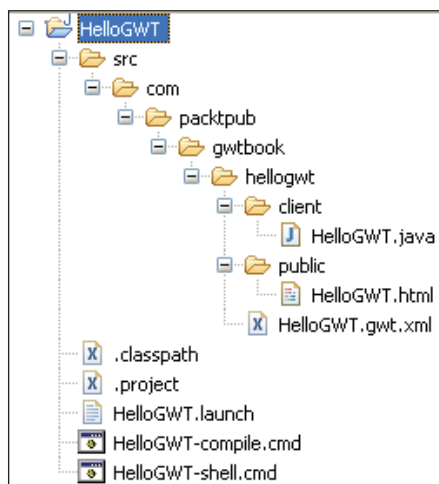 HelloGWT
src
com
packtpub
gwtbook
hellogwt
client
HelloGWT.java
public
HelloGWT.html
HelloGWT.gwt.xml
.classpath
.project
HelloGWT.launch
HelloGWT-compile.cmd
HelloGWT-shell.cmd